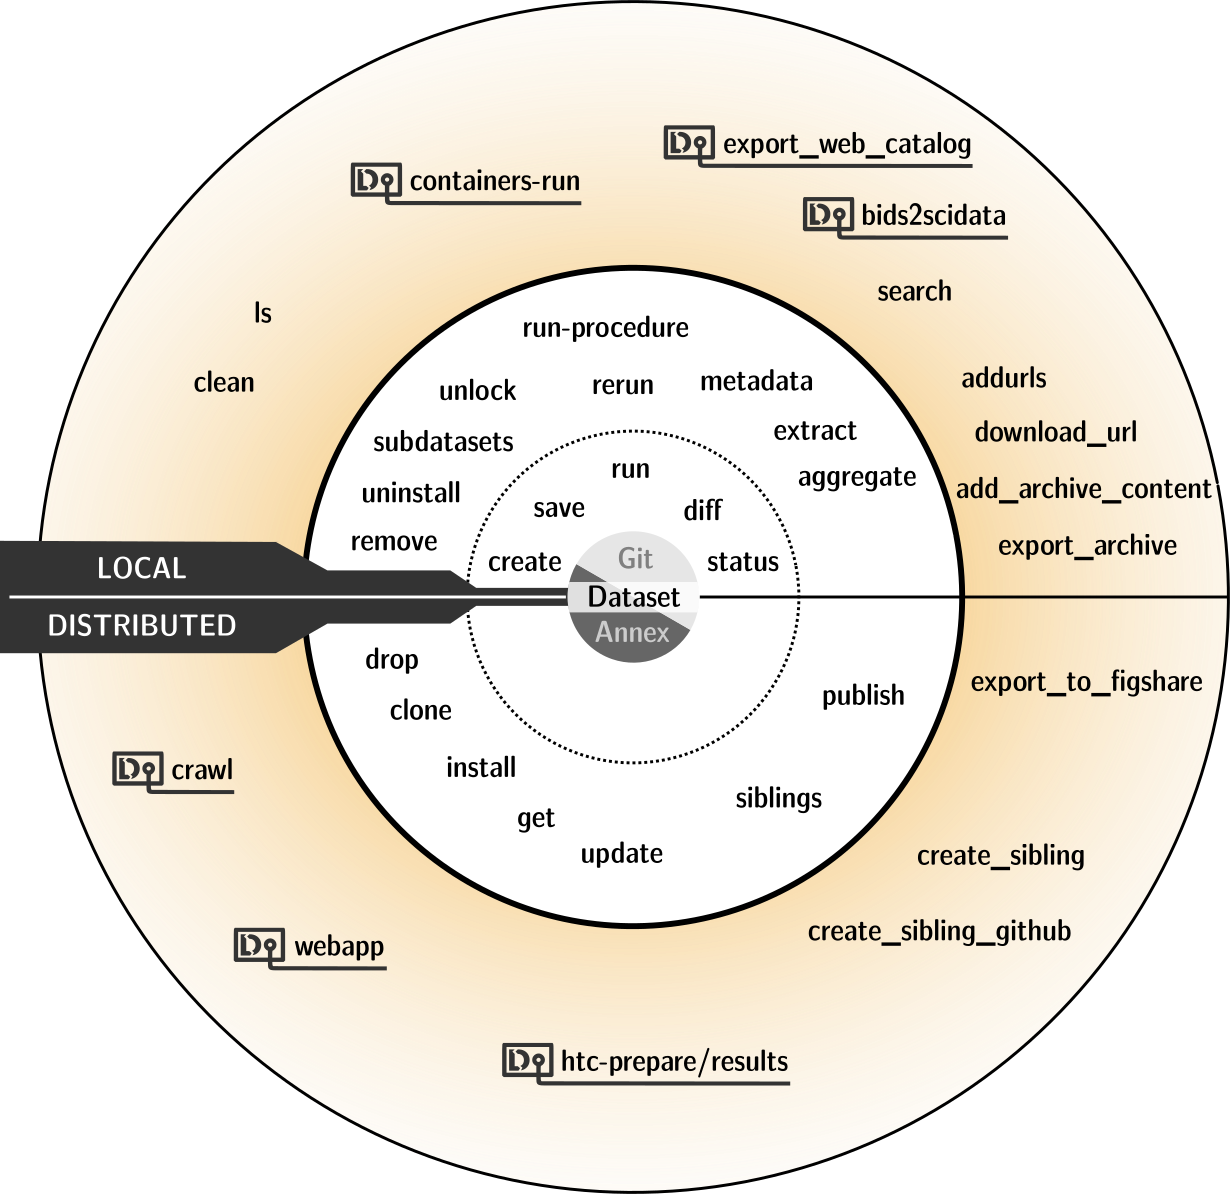 export_web_catalog
containers-run
bids2scidata
search
ls
run-procedure
clean
unlock
rerun
metadata
addurls
subdatasets
extract
download_url
run
uninstall
aggregate
add_archive_content
save
diff
remove
export_archive
create
Git
status
LOCAL
Dataset
DISTRIBUTED
Annex
drop
export_to_figshare
publish
clone
crawl
install
siblings
get
update
create_sibling
create_sibling_github
webapp
htc-prepare/results